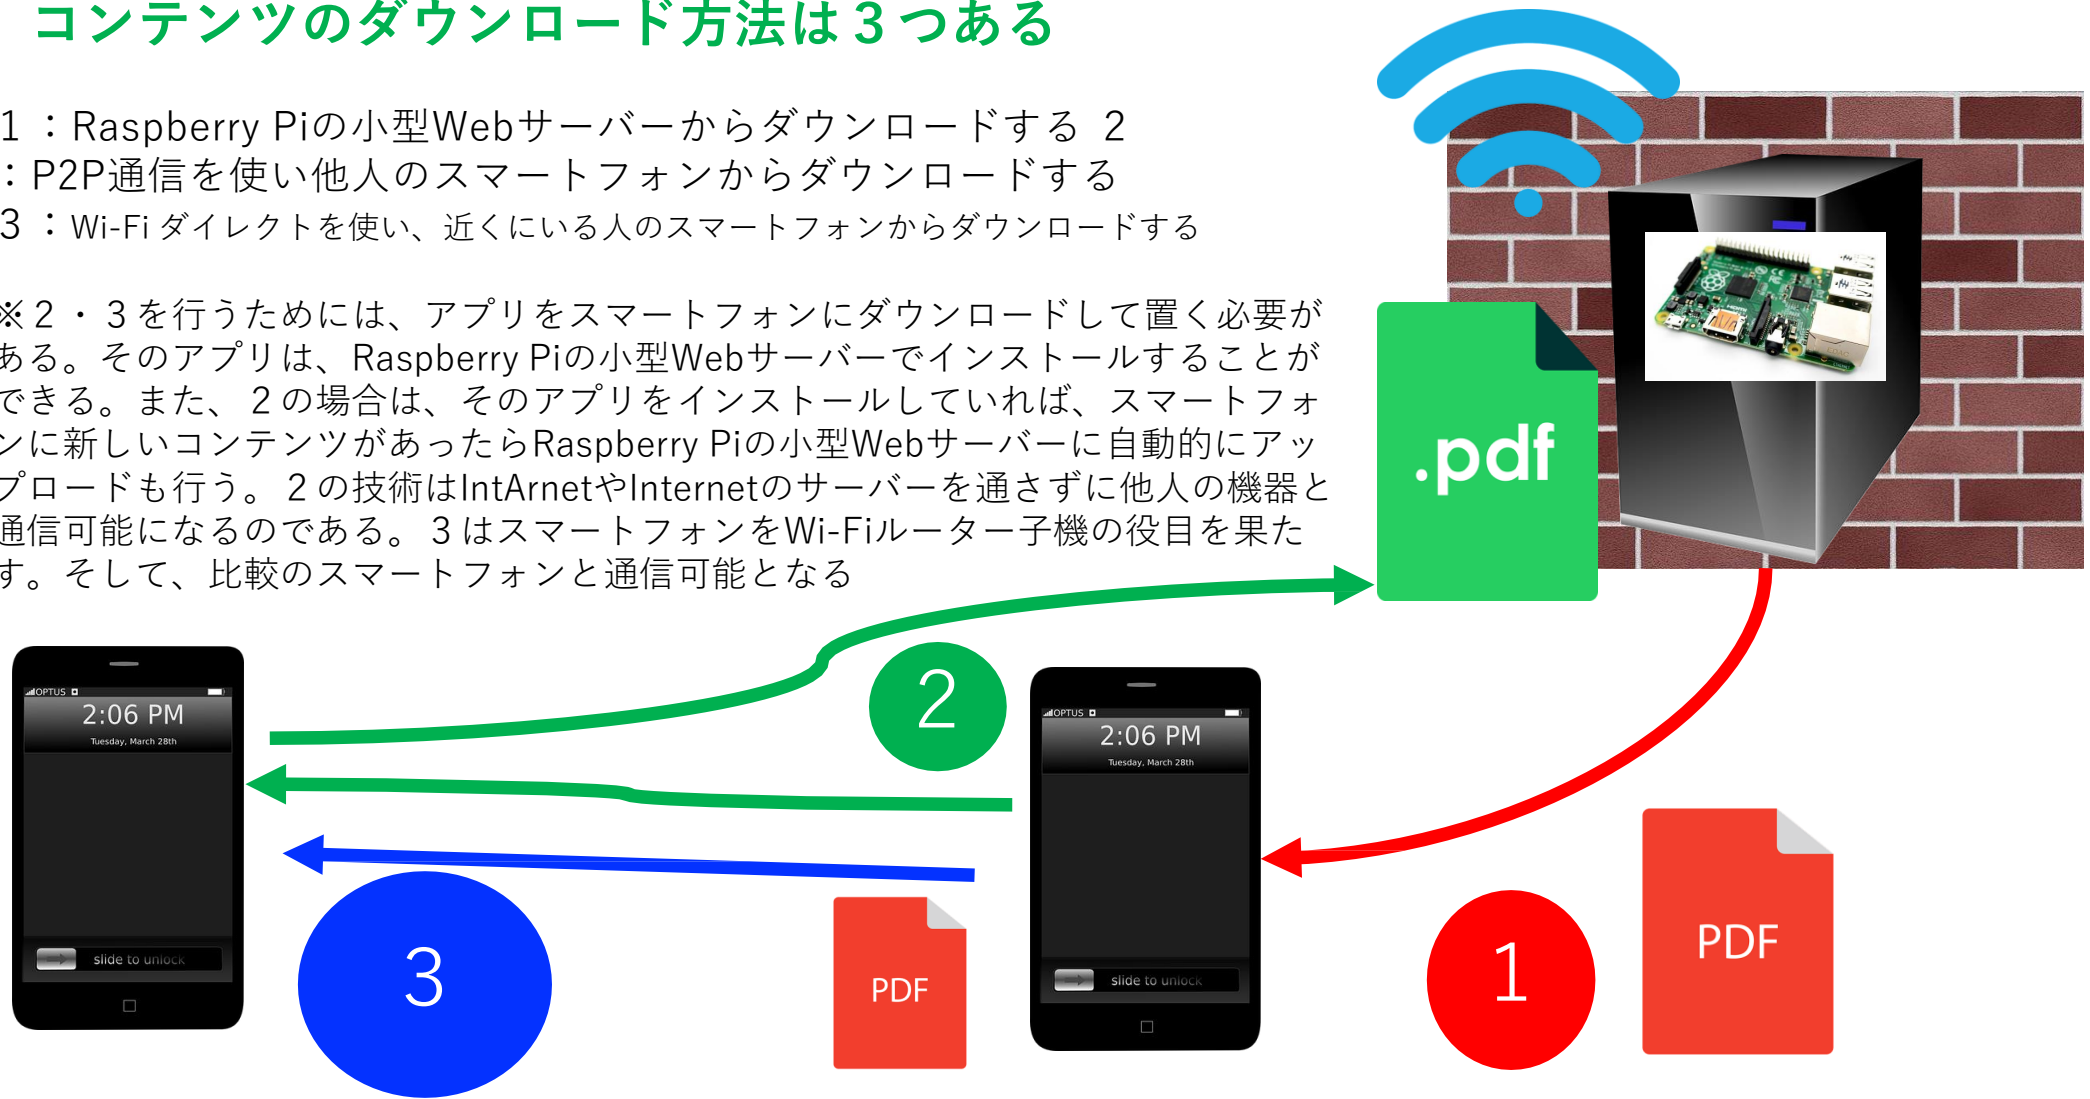 コンテンツのダウンロード方法は３つある
1：Raspberry Piの小型Webサーバーからダウンロードする 2
：P2P通信を使い他人のスマートフォンからダウンロードする
3：Wi-Fi ダイレクトを使い、近くにいる人のスマートフォンからダウンロードする
※２・３を行うためには、アプリをスマートフォンにダウンロードして置く必要が
ある。そのアプリは、Raspberry Piの小型Webサーバーでインストールすることが
できる。また、２の場合は、そのアプリをインストールしていれば、スマートフォ
ンに新しいコンテンツがあったらRaspberry Piの小型Webサーバーに自動的にアッ
プロードも行う。２の技術はIntArnetやInternetのサーバーを通さずに他人の機器と
通信可能になるのである。３はスマートフォンをWi-Fiルーター子機の役目を果た
す。そして、比較のスマートフォンと通信可能となる
.pdf
OPTUS
2:06 PM
Tuesday, March 28th
slide to unlock
2
OPTUS
2:06 PM
Tuesday, March 28th
slide to unlock
3
PDF
1
PDF